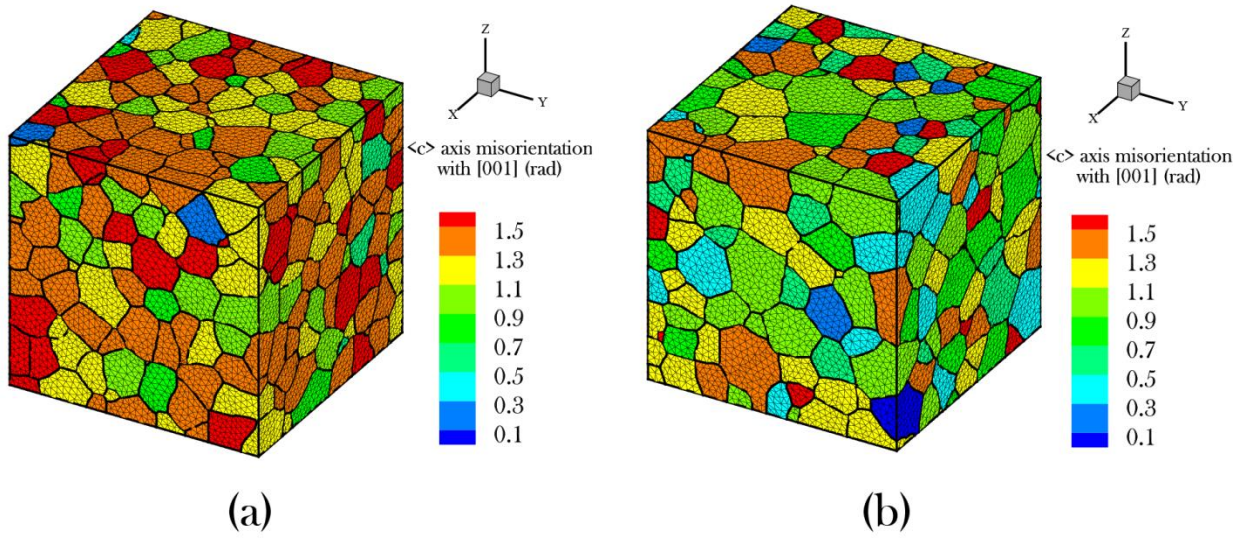 Z
X
Y
<c> axis misorientation
with [001] (rad)
1.5
1.3
1.1
0.9
0.7
0.5
0.3
0.1
(a)
Z
X
Y
<c> axis misorientation
with [001] (rad)
1.5
1.3
1.1
0.9
0.7
0.5
0.3
0.1
(b)